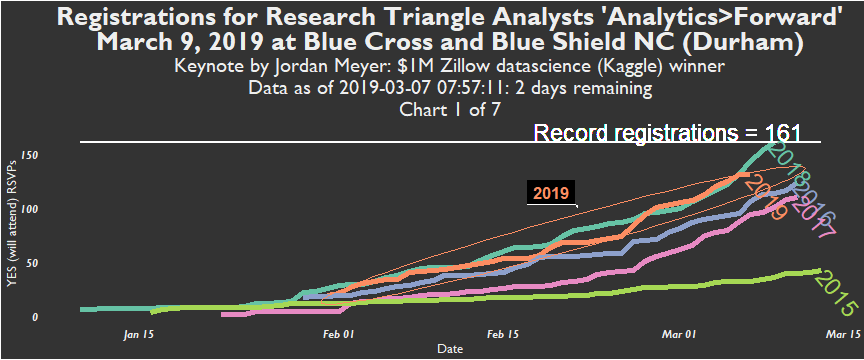 Registrations for Research Triangle Analysts 'Analytics>Forward'
March 9, 2019 at Blue Cross and Blue Shield NC (Durham)
Keynote by Jordan Meyer: $1M Zillow datascience (Kaggle) winner
Data as of 2019-03-07 07:57:11: 2 days remaining
Chart 1 of 7
Record registrations = 161
YES (will attend) RSVPs
150
100
50
0
2019
2018
2019
2016
2017
2015
Jan 15
Feb 01
Feb 15
Mar 01
Mar 15
Date